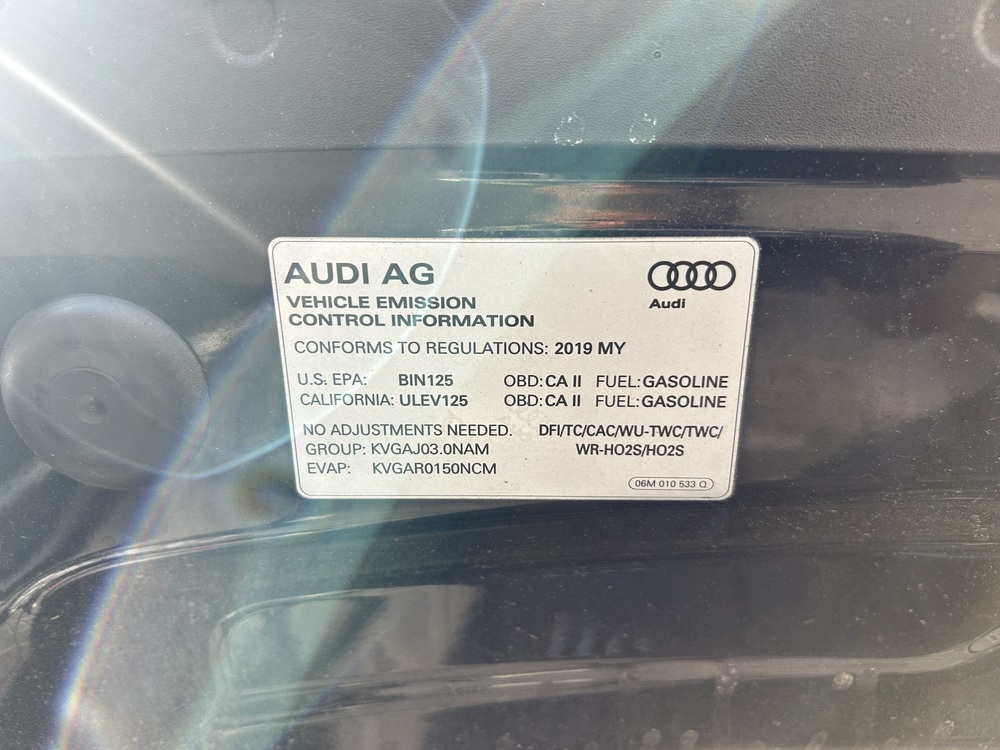 AUDI AG
Audi
VEHICLE EMISSION
CONTROL INFORMATION
CONFORMS TO REGULATIONS: 2019 MY
U.S. EPA: BIN125 OBD: CA II FUEL: GASOLINE
CALIFORNIA: ULEV125 OBD: CA II FUEL: GASOLINE
NO ADJUSTMENTS NEEDED. DFI/TC/CAC/WU-TWC/TWC/
GROUP: KVGAJ03.0NAM WR-HO2S/HO2S
EVAP: KVGAR0150NCM
06M 010 533 Q